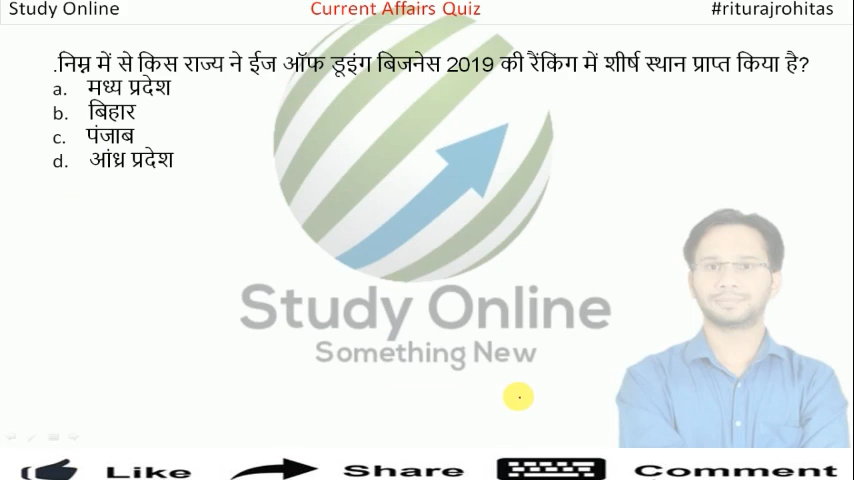 Study Online Current Affairs Quiz #riturajrohitas
.निम्न में से किस राज्य ने ईज ऑफ डूइंग बिजनेस 2019 की रैंकिंग में शीर्ष स्थान प्राप्त किया है?
a. मध्य प्रदेश
b. बिहार
c. पंजाब
d. आंध्र प्रदेश
Study Online
Something New
Like Share Comment